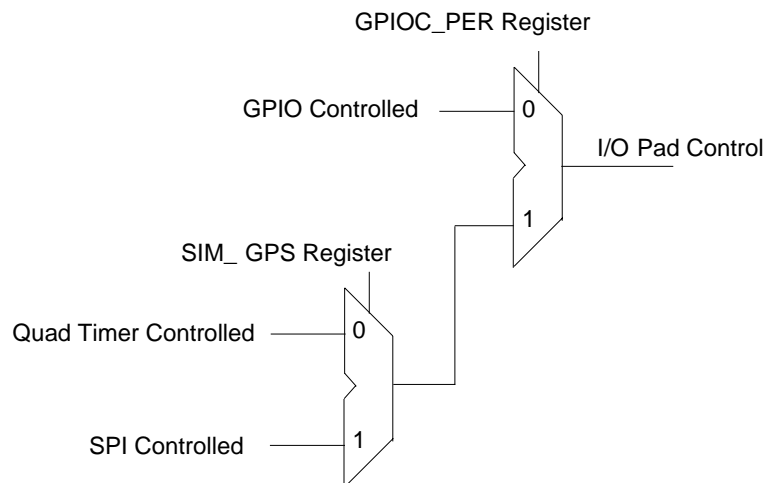 GPIOC_PER Register
GPIO Controlled
0
I/O Pad Control
1
SIM_ GPS Register
Quad Timer Controlled
0
SPI Controlled
1